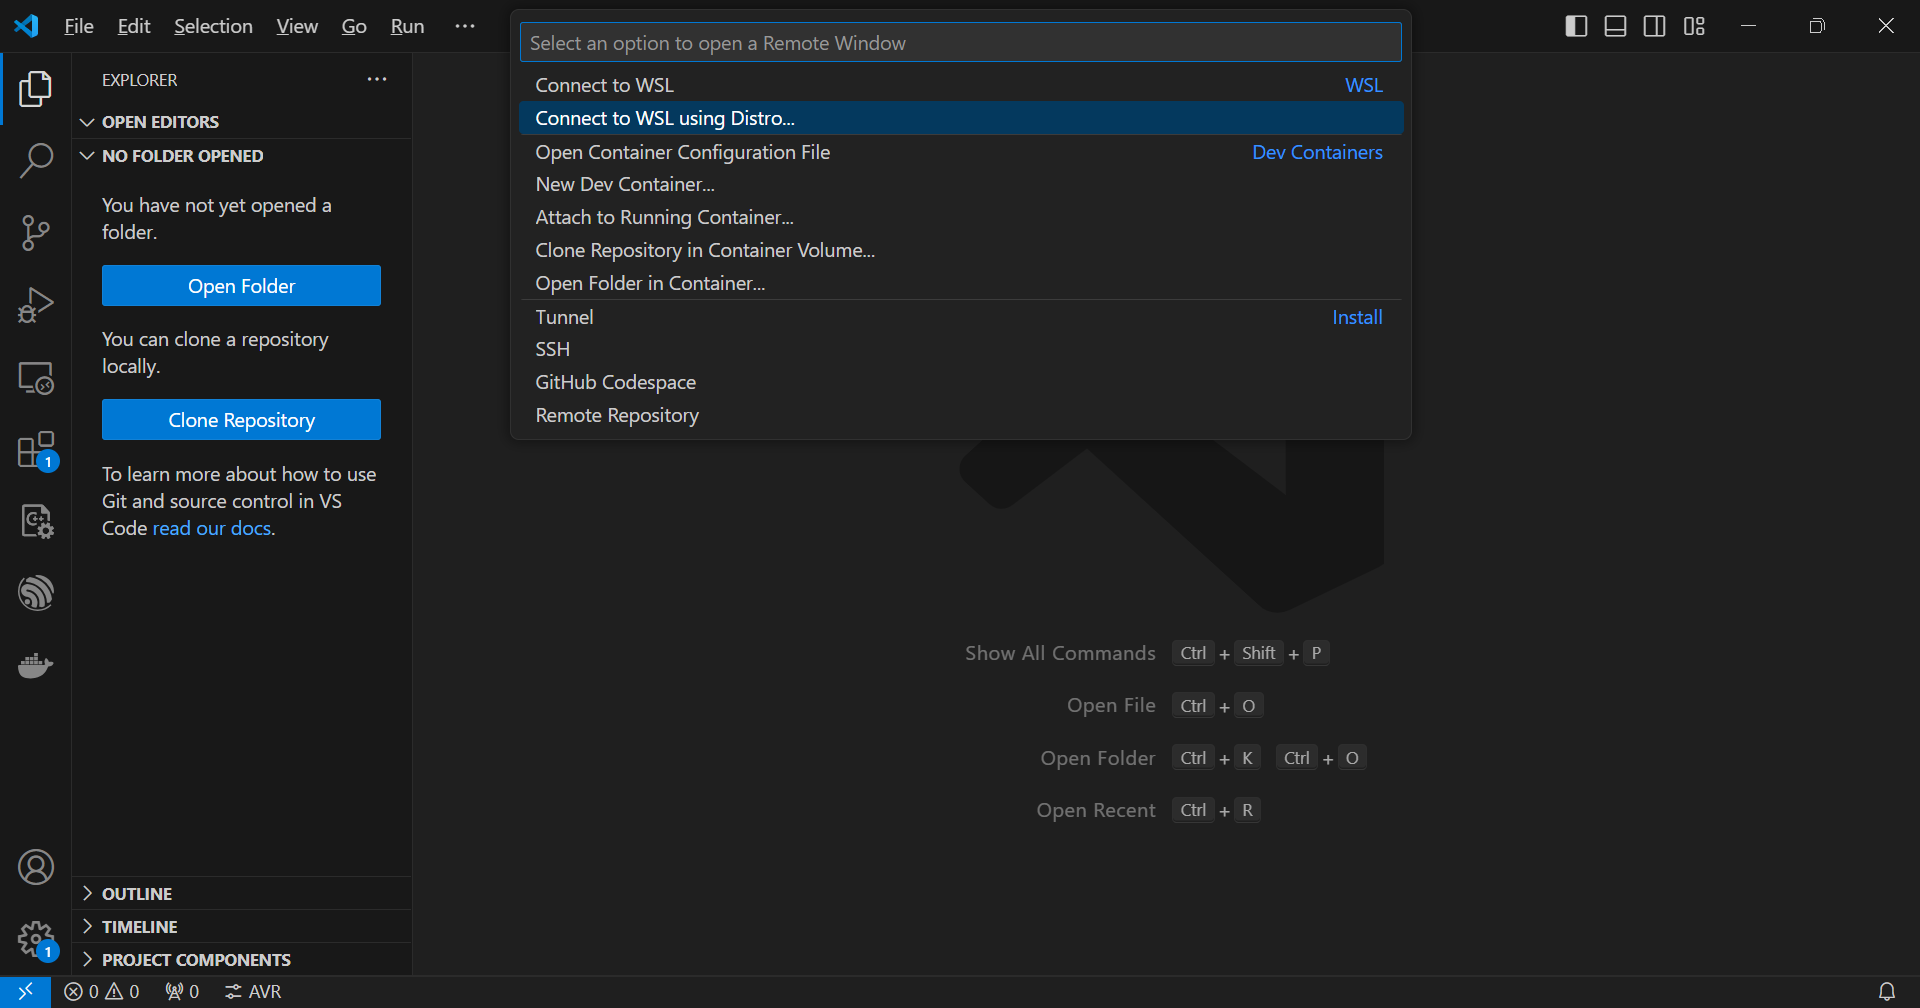 File Edit Selection View Go Run ···
Select an option to open a Remote Window
Connect to WSL WSL
Connect to WSL using Distro...
Open Container Configuration File Dev Containers
New Dev Container...
Attach to Running Container...
Clone Repository in Container Volume...
Open Folder in Container...
Tunnel Install
SSH
GitHub Codespace
Remote Repository
EXPLORER ···
OPEN EDITORS
NO FOLDER OPENED
You have not yet opened a
folder.
Open Folder
You can clone a repository
locally.
Clone Repository
To learn more about how to use
Git and source control in VS
Code read our docs.
1
C++
Show All Commands Ctrl + Shift + P
Open File Ctrl + O
Open Folder Ctrl + K Ctrl + O
Open Recent Ctrl + R
OUTLINE
TIMELINE
PROJECT COMPONENTS
1
0 0 0 AVR